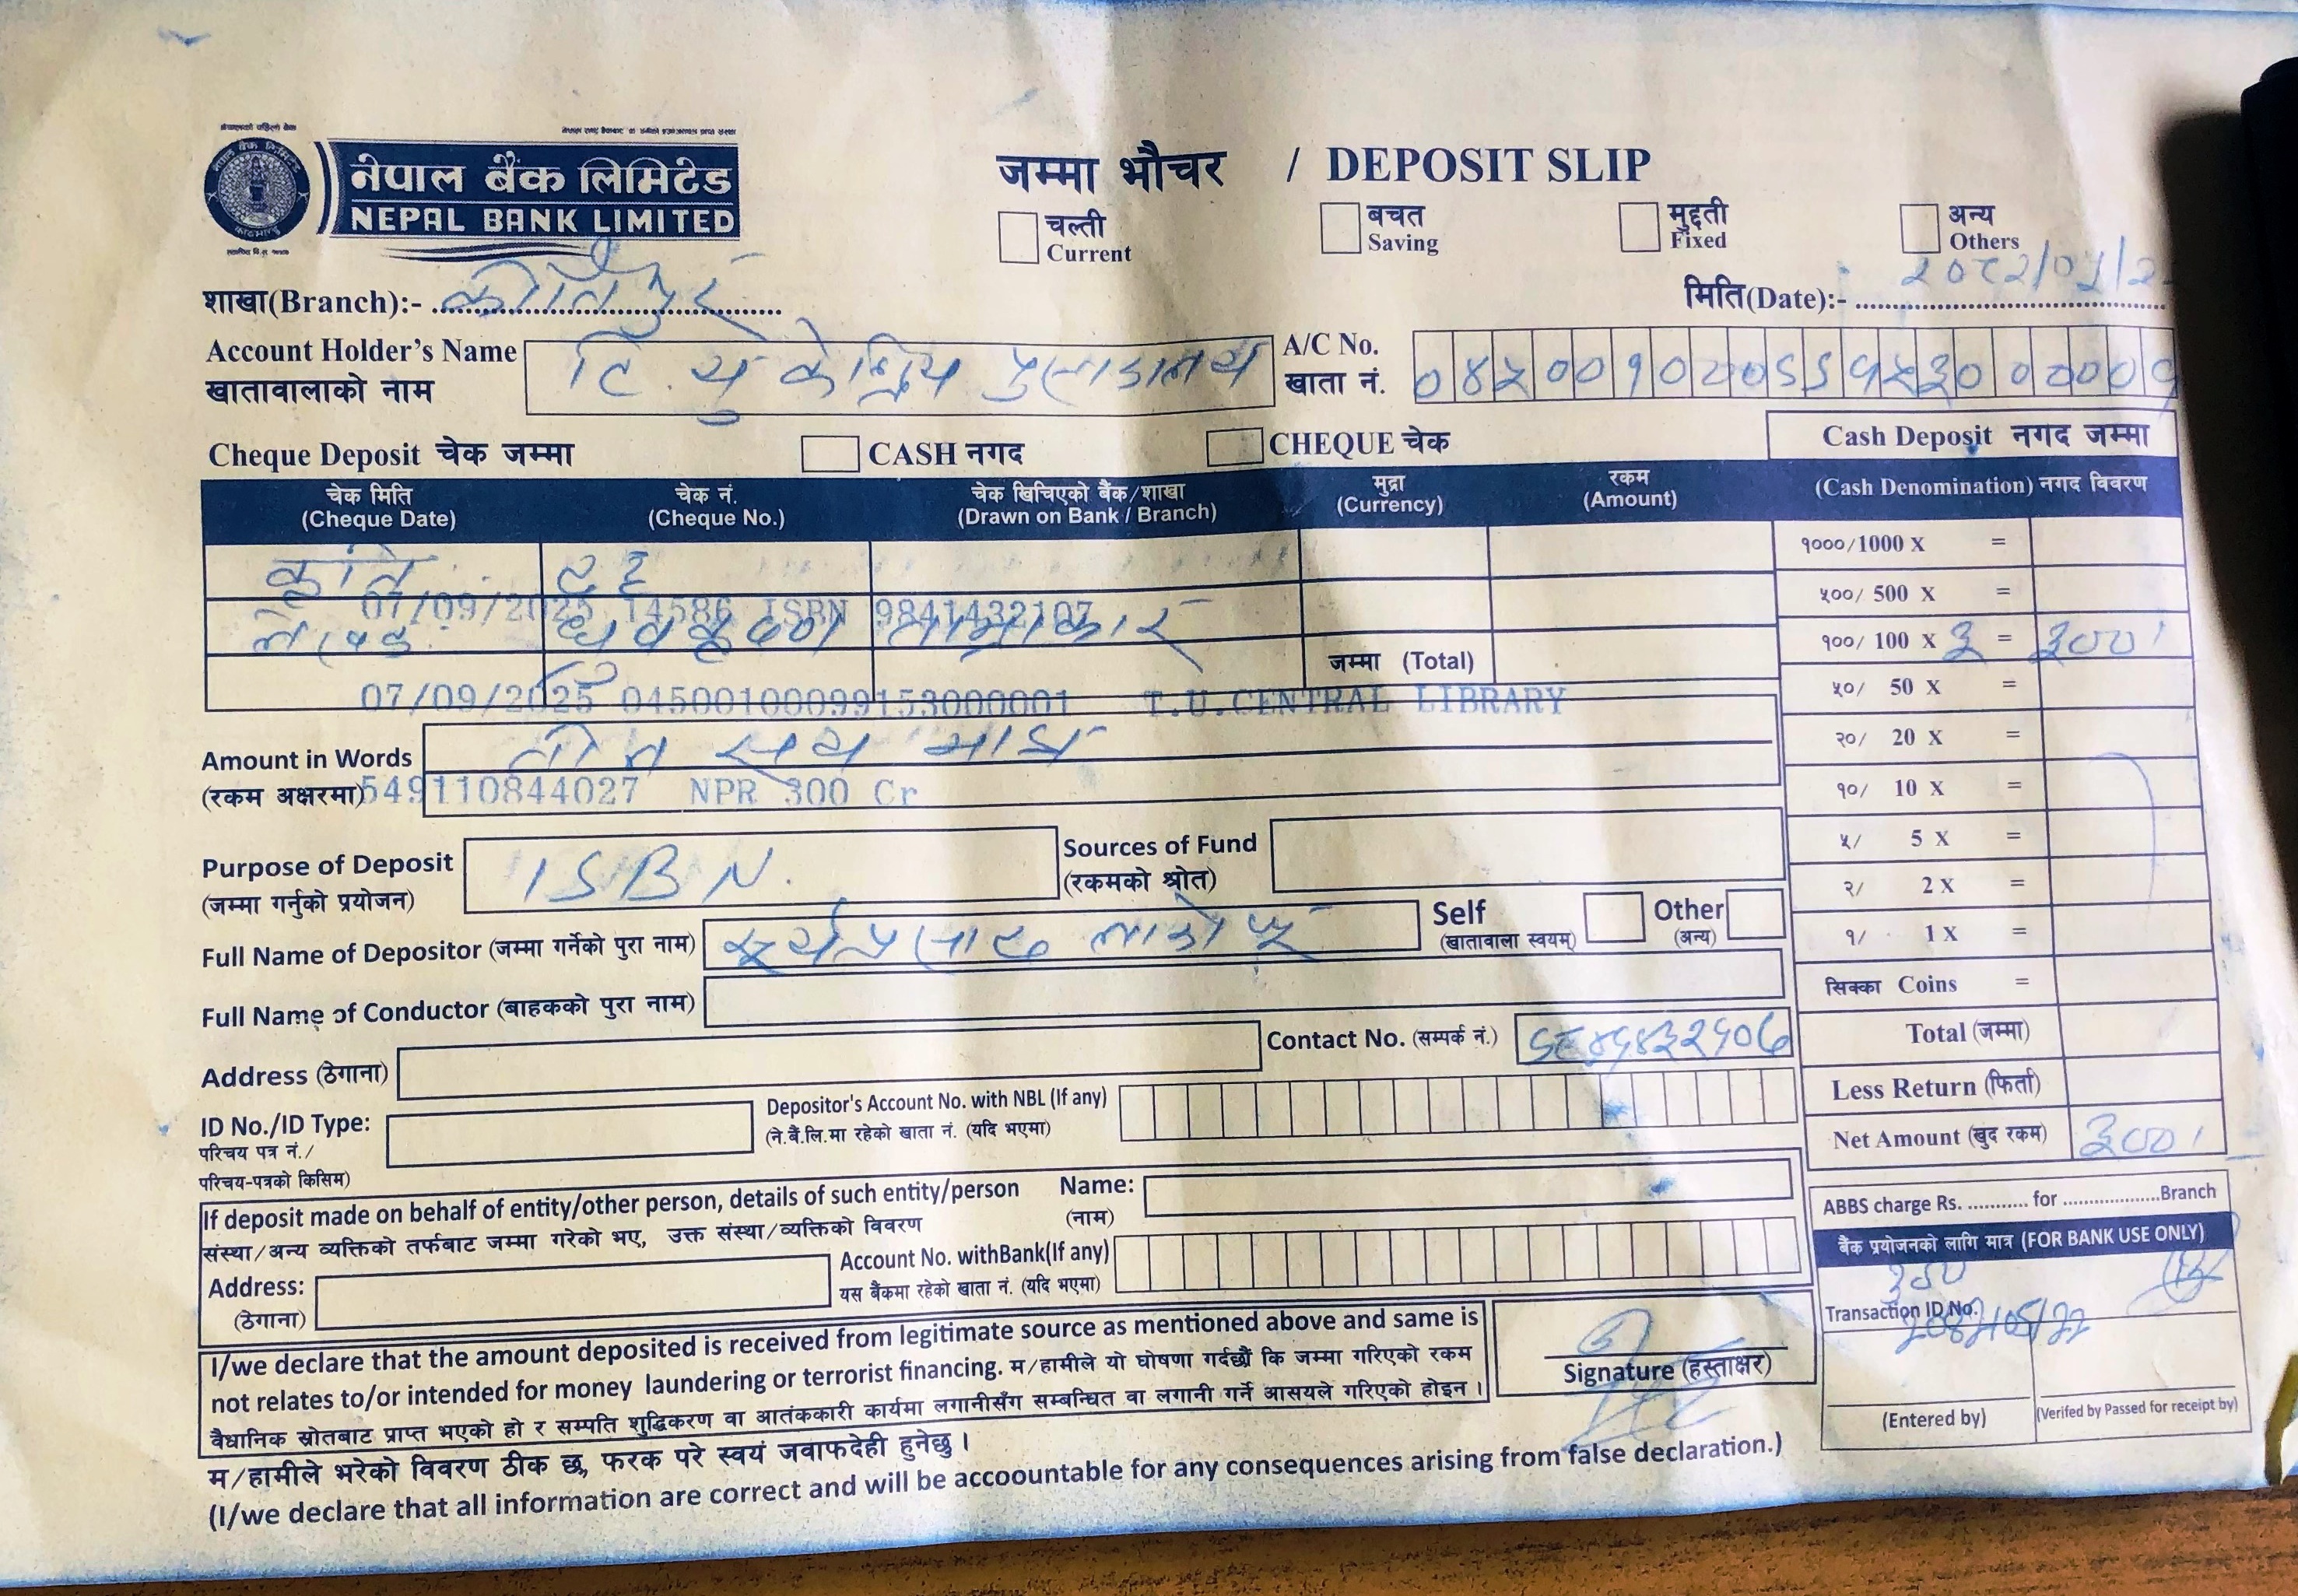 नेपाल बैंक लिमिटेड
NEPAL BANK LIMITED
जम्मा भौचर / DEPOSIT SLIP
चल्ती Current
बचत Saving
मुद्दती Fixed
अन्य Others
शाखा(Branch):- कीर्तिपुर
मिति(Date):- २०८२/०५/२
Account Holder's Name खातावालाको नाम टि.यू केन्द्रिय पुस्तकालय
A/C No. खाता नं.
Cheque Deposit चेक जम्मा
CASH नगद
CHEQUE चेक
Cash Deposit नगद जम्मा
चेक मिति (Cheque Date)
चेक नं. (Cheque No.)
चेक खिचिएको बैंक/शाखा (Drawn on Bank / Branch)
मुद्रा (Currency)
रकम (Amount)
(Cash Denomination) नगद विवरण
१०००/1000 X =
५००/ 500 X =
07/09/2025 14586 ISBN 9841432107
१००/ 100 X ३ = ३००/
जम्मा (Total)
५०/ 50 X =
07/09/2025 04500100099153000001 T.U.CENTRAL LIBRARY
२०/ 20 X =
Amount in Words (रकम अक्षरमा) तीन सय मात्र
549110844027 NPR 300 Cr
१०/ 10 X =
५/ 5 X =
Purpose of Deposit (जम्मा गर्नुको प्रयोजन) ISBN.
Sources of Fund (रकमको श्रोत)
२/ 2 X =
Full Name of Depositor (जम्मा गर्नेको पुरा नाम) सूर्यप्रसाद लाकोजू
Self (खातावाला स्वयम्)
Other (अन्य)
१/ 1 X =
Full Name of Conductor (बाहकको पुरा नाम)
सिक्का Coins =
Contact No. (सम्पर्क नं.) ९८४१४३२१०७
Total (जम्मा)
Address (ठेगाना)
Less Return (फिर्ता)
ID No./ID Type:
परिचय पत्र नं./
परिचय-पत्रको किसिम)
Depositor's Account No. with NBL (If any)
(ने.बैं.लि.मा रहेको खाता नं. (यदि भएमा)
Net Amount (खुद रकम) ३००/
If deposit made on behalf of entity/other person, details of such entity/person
संस्था/अन्य व्यक्तिको तर्फबाट जम्मा गरेको भए, उक्त संस्था/व्यक्तिको विवरण
Name: (नाम)
ABBS charge Rs. ........... for ...................Branch
बैंक प्रयोजनको लागि मात्र (FOR BANK USE ONLY)
Address: (ठेगाना)
Account No. withBank(If any)
यस बैंकमा रहेको खाता नं. (यदि भएमा)
Transaction ID No.
I/we declare that the amount deposited is received from legitimate source as mentioned above and same is
not relates to/or intended for money laundering or terrorist financing. म/हामीले यो घोषणा गर्दछौं कि जम्मा गरिएको रकम
वैधानिक स्रोतबाट प्राप्त भएको हो र सम्पति शुद्धिकरण वा आतंककारी कार्यमा लगानीसँग सम्बन्धित वा लगानी गर्ने आसयले गरिएको होइन ।
Signature (हस्ताक्षर)
2082/05/22
(Entered by)
(Verifed by Passed for receipt by)
म/हामीले भरेको विवरण ठीक छ, फरक परे स्वयं जवाफदेही हुनेछु ।
(I/we declare that all information are correct and will be accoountable for any consequences arising from false declaration.)